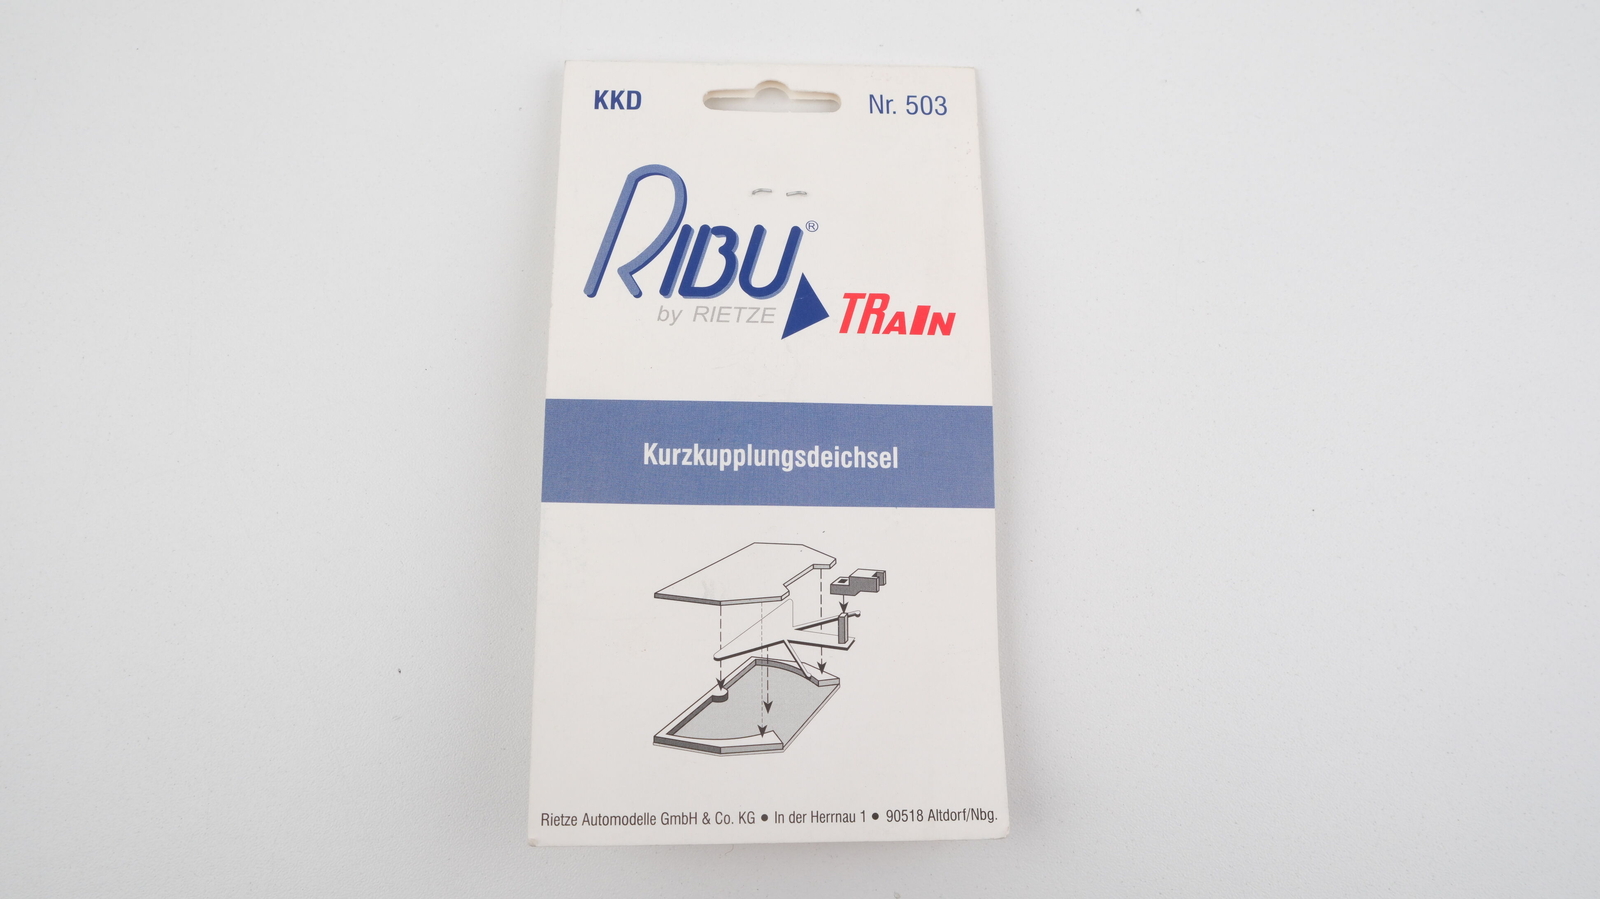 KKD
Nr. 503
RIBU®
by RIETZE
TRAIN
Kurzkupplungsdeichsel
Rietze Automodelle GmbH & Co. KG • In der Herrnau 1 • 90518 Altdorf/Nbg.